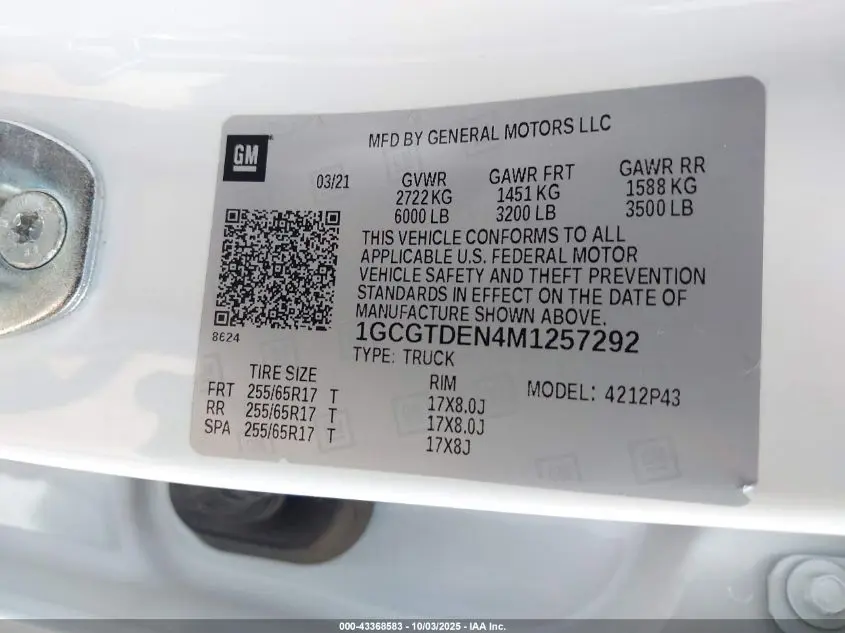 MFD BY GENERAL MOTORS LLC
GM
03/21
GVWR GAWR FRT GAWR RR
2722 KG 1451 KG 1588 KG
6000 LB 3200 LB 3500 LB
THIS VEHICLE CONFORMS TO ALL
APPLICABLE U.S. FEDERAL MOTOR
VEHICLE SAFETY AND THEFT PREVENTION
STANDARDS IN EFFECT ON THE DATE OF
MANUFACTURE SHOWN ABOVE.
8624
1GCGTDEN4M1257292
TYPE: TRUCK
TIRE SIZE RIM
FRT 255/65R17 T 17X8.0J
RR 255/65R17 T 17X8.0J
SPA 255/65R17 T 17X8J
MODEL: 4212P43
000-43368583 - 10/03/2025 - IAA Inc.